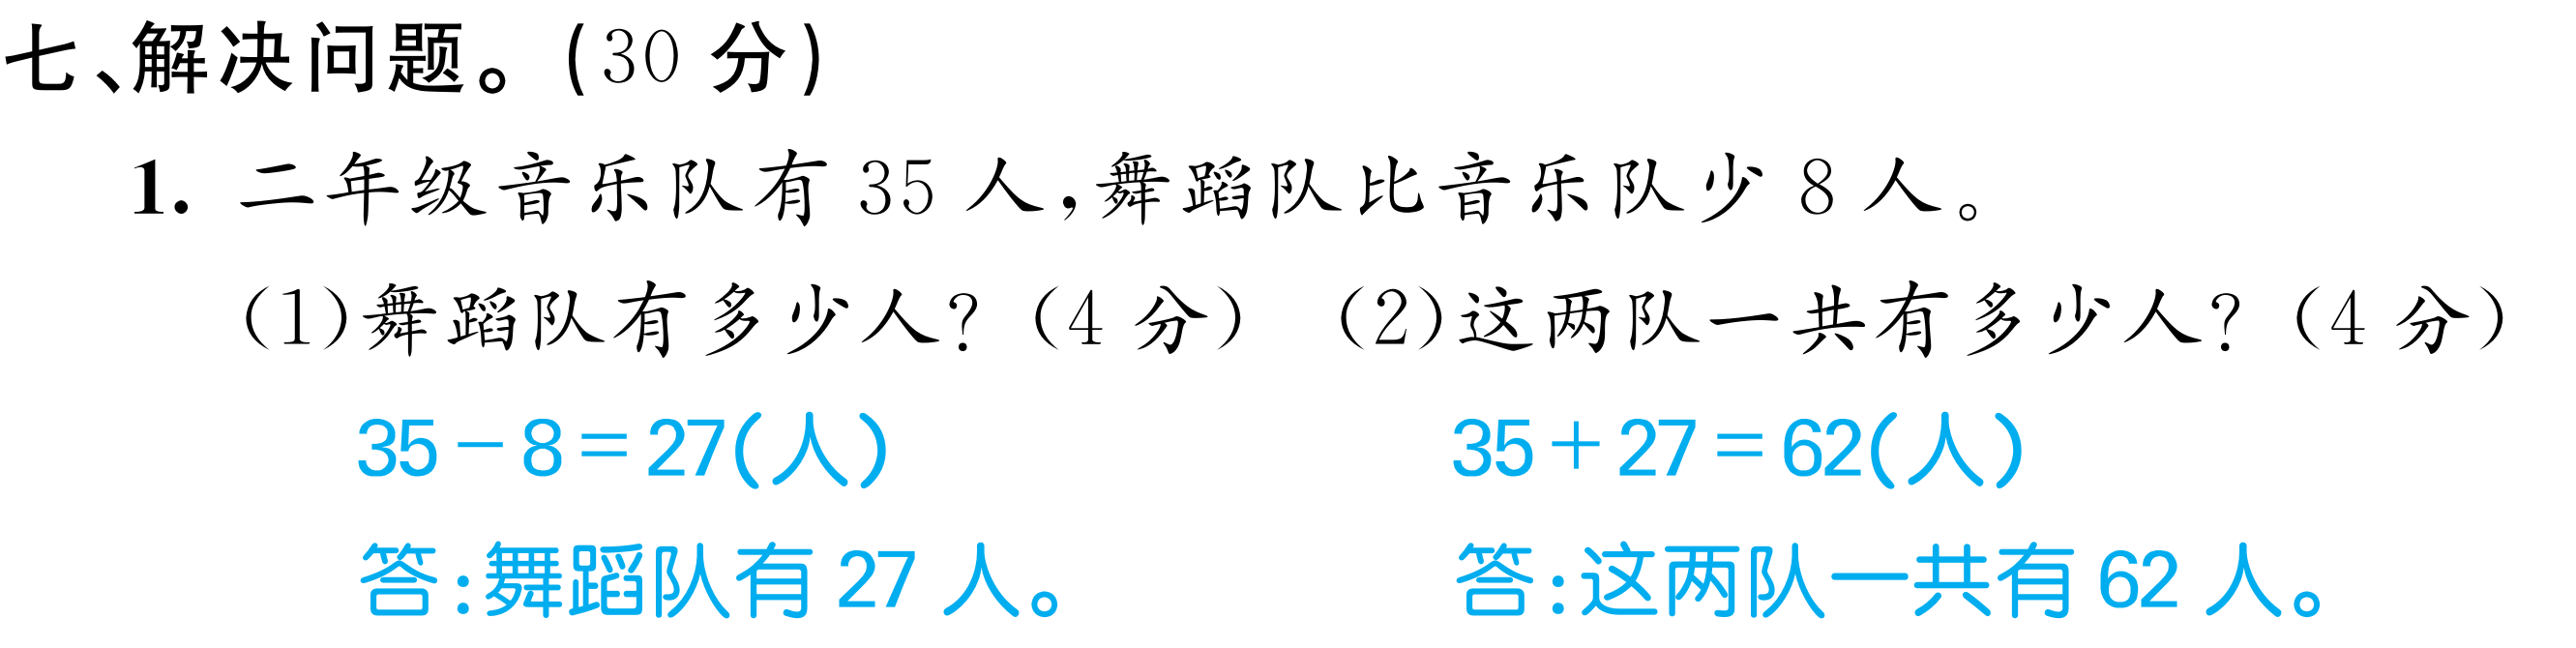 七、解决问题。(30 分)
1. 二年级音乐队有 35 人,舞蹈队比音乐队少 8 人。
(1)舞蹈队有多少人?(4 分) (2)这两队一共有多少人?(4 分)
35-8=27(人) 35+27=62(人)
答:舞蹈队有 27 人。 答:这两队一共有 62 人。